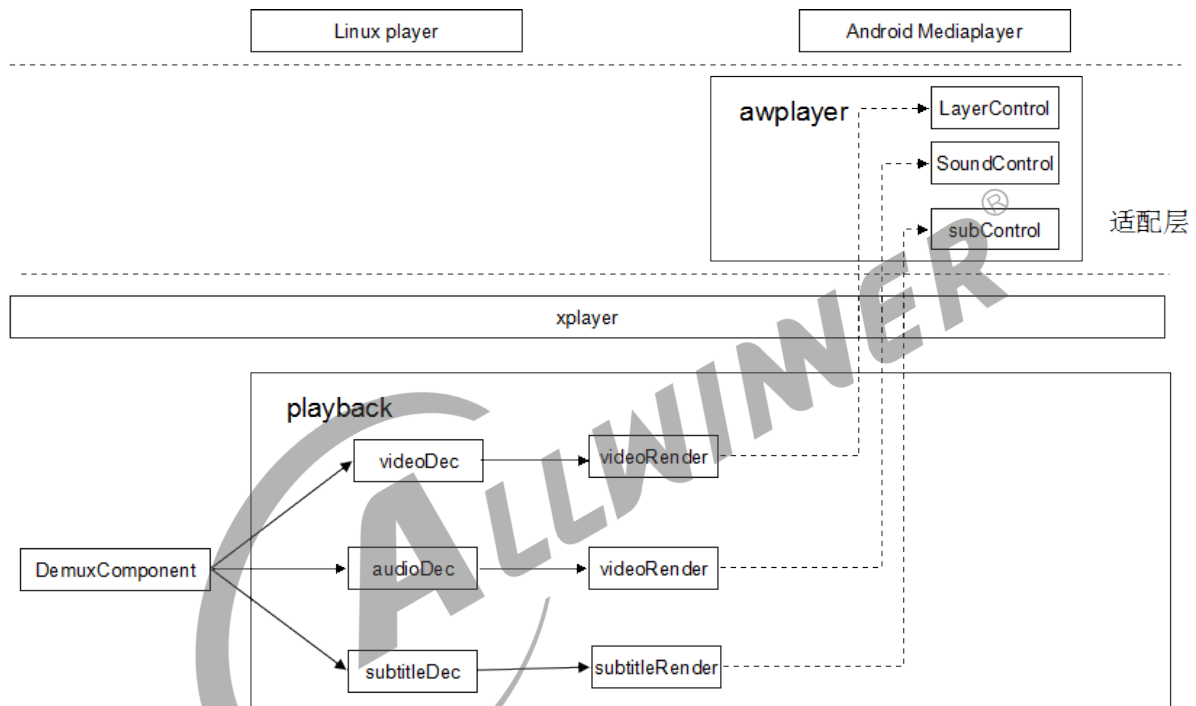 Linux player
Android Mediaplayer
awplayer
LayerControl
SoundControl
subControl
适配层
xplayer
playback
videoDec
videoRender
DemuxComponent
audioDec
videoRender
subtitleDec
subtitleRender
ALLWINNER®